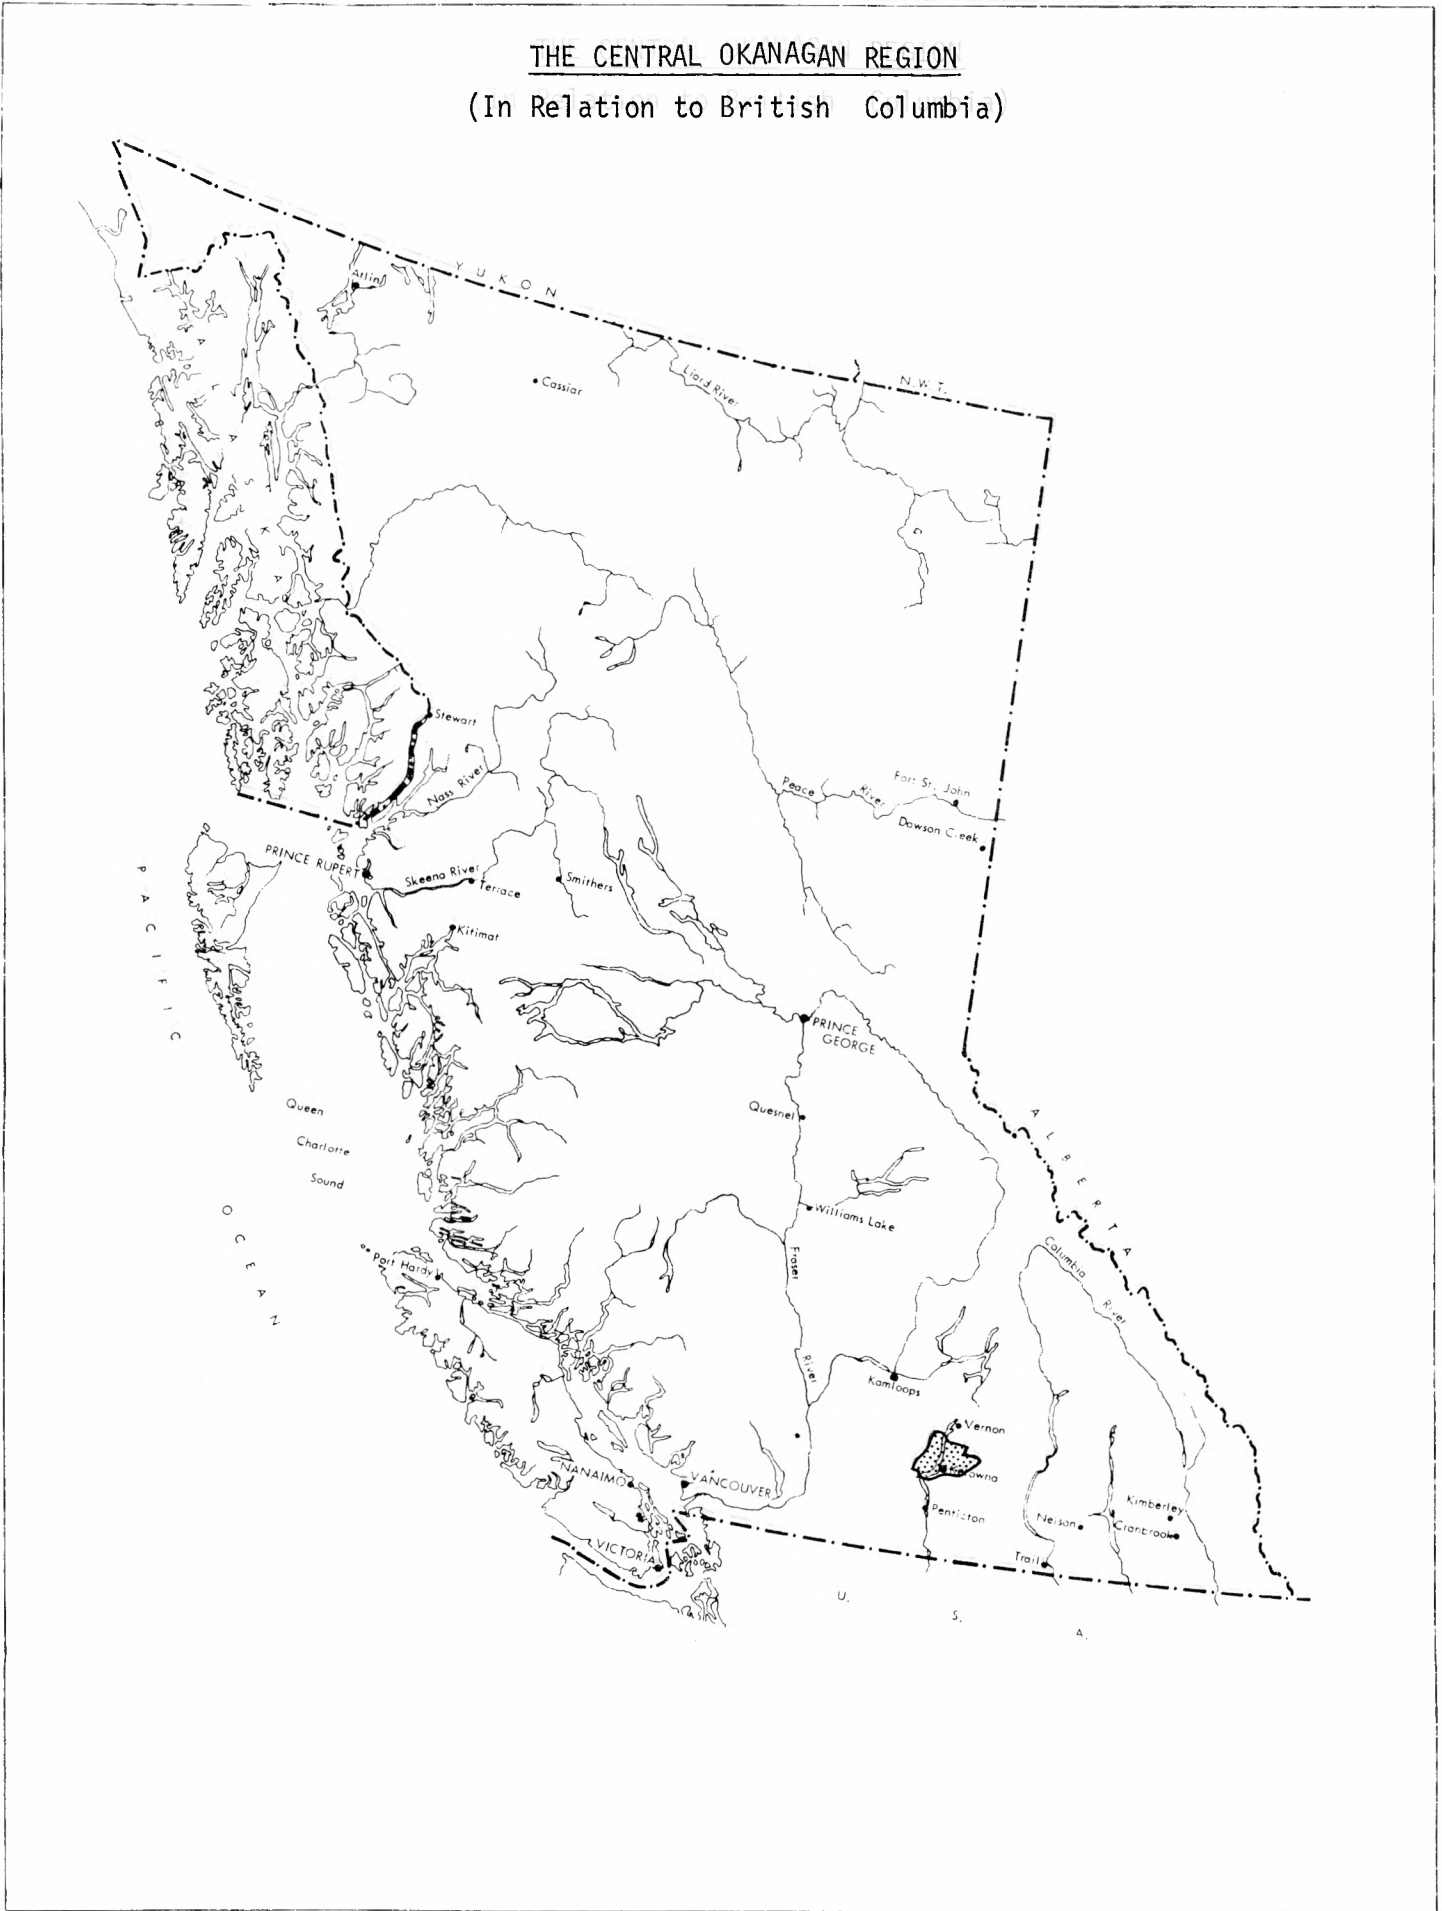 THE CENTRAL OKANAGAN REGION
(In Relation to British Columbia)
YUKON
N.W.T.
Atlin
Cassiar
Liard River
ALASKA
Stewart
Nass River
Peace River
Fort St. John
Dawson Creek
PRINCE RUPERT
Skeena River
Terrace
Smithers
Kitimat
PACIFIC
OCEAN
PRINCE
GEORGE
Queen
Charlotte
Sound
Quesnel
ALBERTA
Williams Lake
Port Hardy
Fraser
River
Columbia
River
Kamloops
Vernon
NANAIMO
VANCOUVER
Penticton
Nelson
Kimberley
Cranbrook
VICTORIA
Trail
U. S. A.